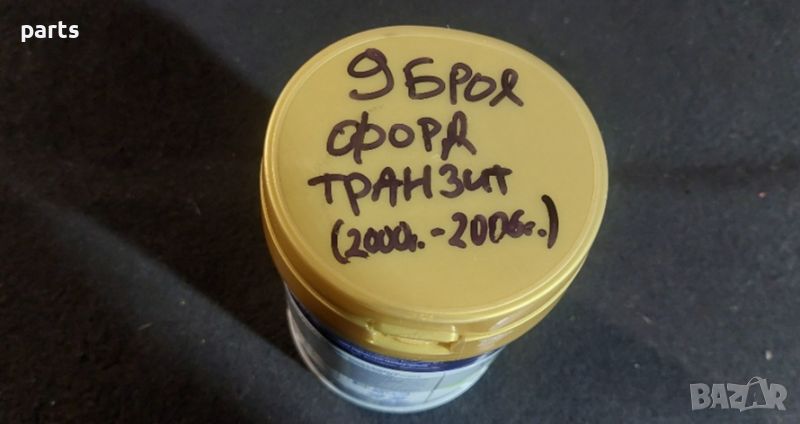 parts
9 БРОЯ
ФОРД
ТРАНЗИТ
(2000г.-2006г.)
BAZAR